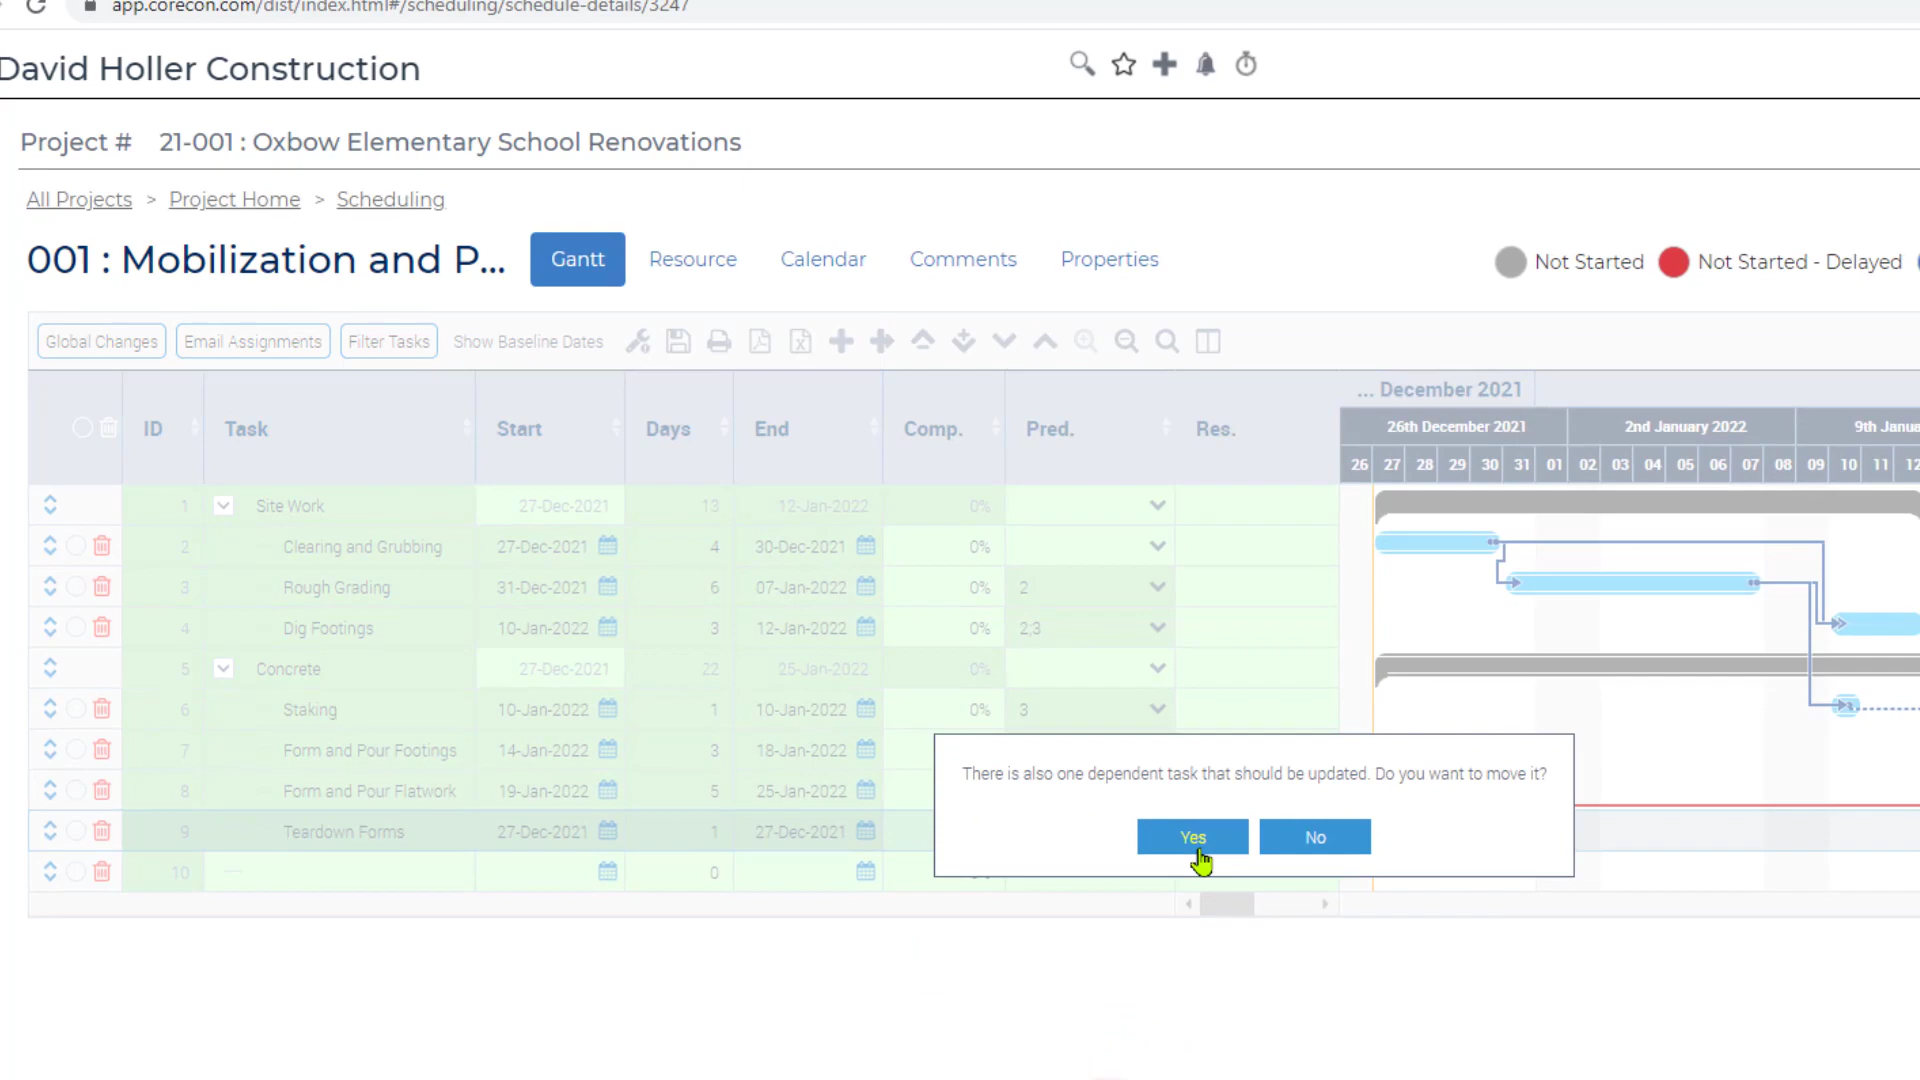 app.corecon.com/dist/index.html#/scheduling/schedule-details/3247
David Holler Construction
Project # 21-001 : Oxbow Elementary School Renovations
All Projects > Project Home > Scheduling
001 : Mobilization and P... Gantt Resource Calendar Comments Properties Not Started Not Started - Delayed
Global Changes Email Assignments Filter Tasks Show Baseline Dates
... December 2021
ID Task Start Days End Comp. Pred. Res. 26th December 2021 2nd January 2022 9th Janua
26 27 28 29 30 31 01 02 03 04 05 06 07 08 09 10 11 12
1 Site Work 27-Dec-2021 13 12-Jan-2022 0%
2 Clearing and Grubbing 27-Dec-2021 4 30-Dec-2021 0%
3 Rough Grading 31-Dec-2021 6 07-Jan-2022 0% 2
4 Dig Footings 10-Jan-2022 3 12-Jan-2022 0% 2;3
5 Concrete 27-Dec-2021 22 25-Jan-2022 0%
6 Staking 10-Jan-2022 1 10-Jan-2022 0% 3
7 Form and Pour Footings 14-Jan-2022 3 18-Jan-2022
8 Form and Pour Flatwork 19-Jan-2022 5 25-Jan-2022
9 Teardown Forms 27-Dec-2021 1 27-Dec-2021
10 0
There is also one dependent task that should be updated. Do you want to move it?
Yes No